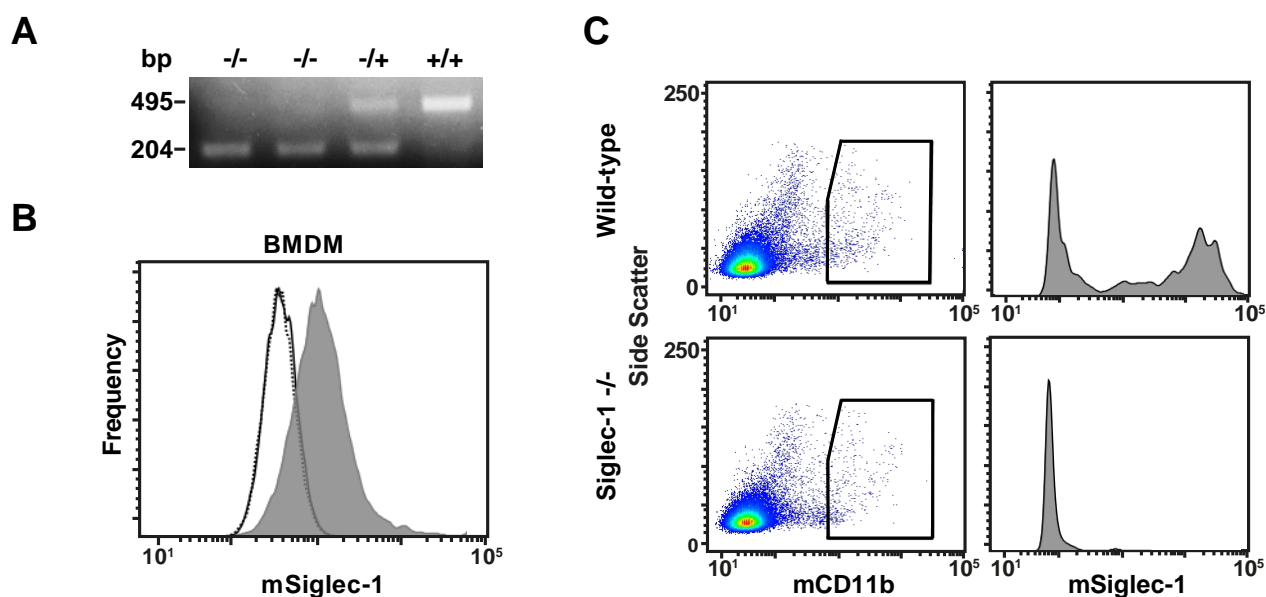 A
bp -/- -/- -/+ +/+
495
204
B
BMDM
Frequency
10¹ 10⁵
mSiglec-1
C
Wild-type
Siglec-1 -/-
Side Scatter
250
0
10¹ 10⁵
10¹ 10⁵
250
0
10¹ 10⁵
10¹ 10⁵
mCD11b
mSiglec-1